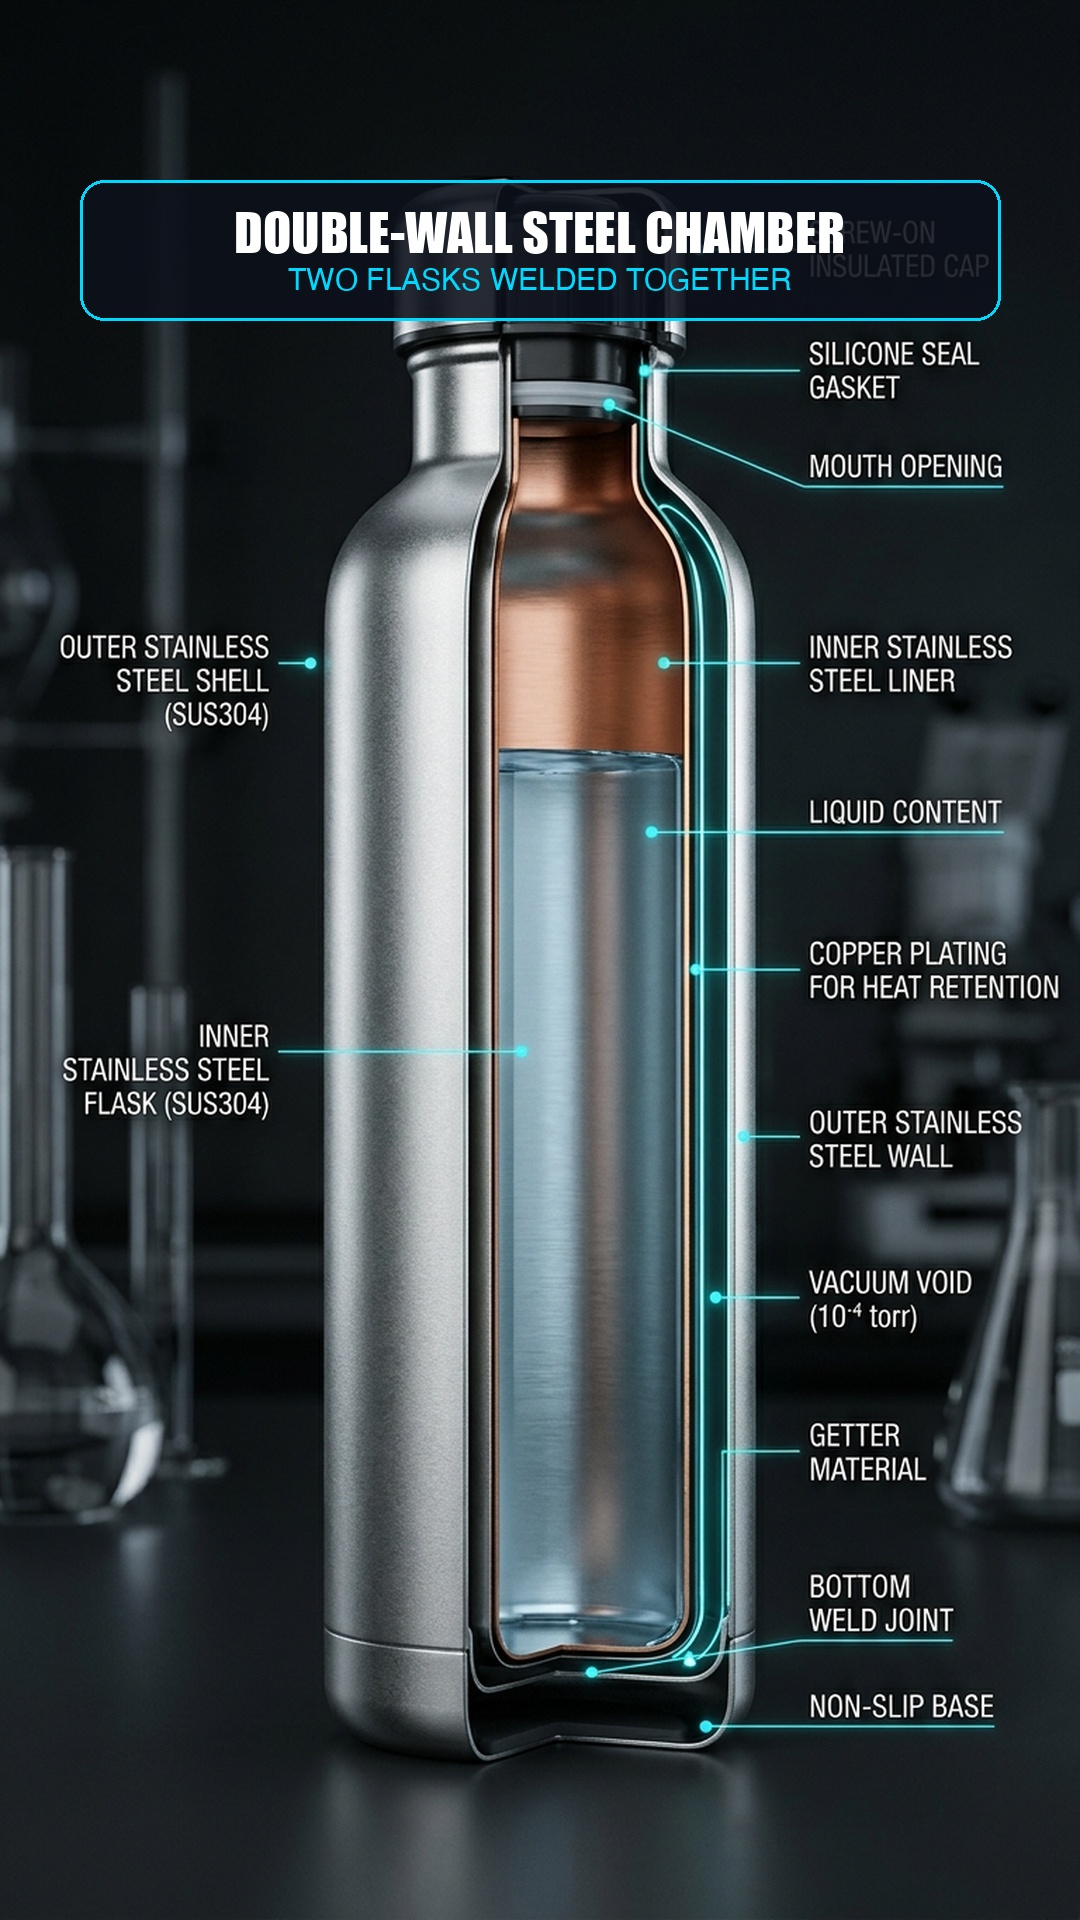 DOUBLE-WALL STEEL CHAMBER
TWO FLASKS WELDED TOGETHER
INSULATED CAP
SILICONE SEAL
GASKET
MOUTH OPENING
OUTER STAINLESS
STEEL SHELL
(SUS304)
INNER STAINLESS
STEEL LINER
LIQUID CONTENT
COPPER PLATING
FOR HEAT RETENTION
INNER
STAINLESS STEEL
FLASK (SUS304)
OUTER STAINLESS
STEEL WALL
VACUUM VOID
(10⁻⁴ torr)
GETTER
MATERIAL
BOTTOM
WELD JOINT
NON-SLIP BASE